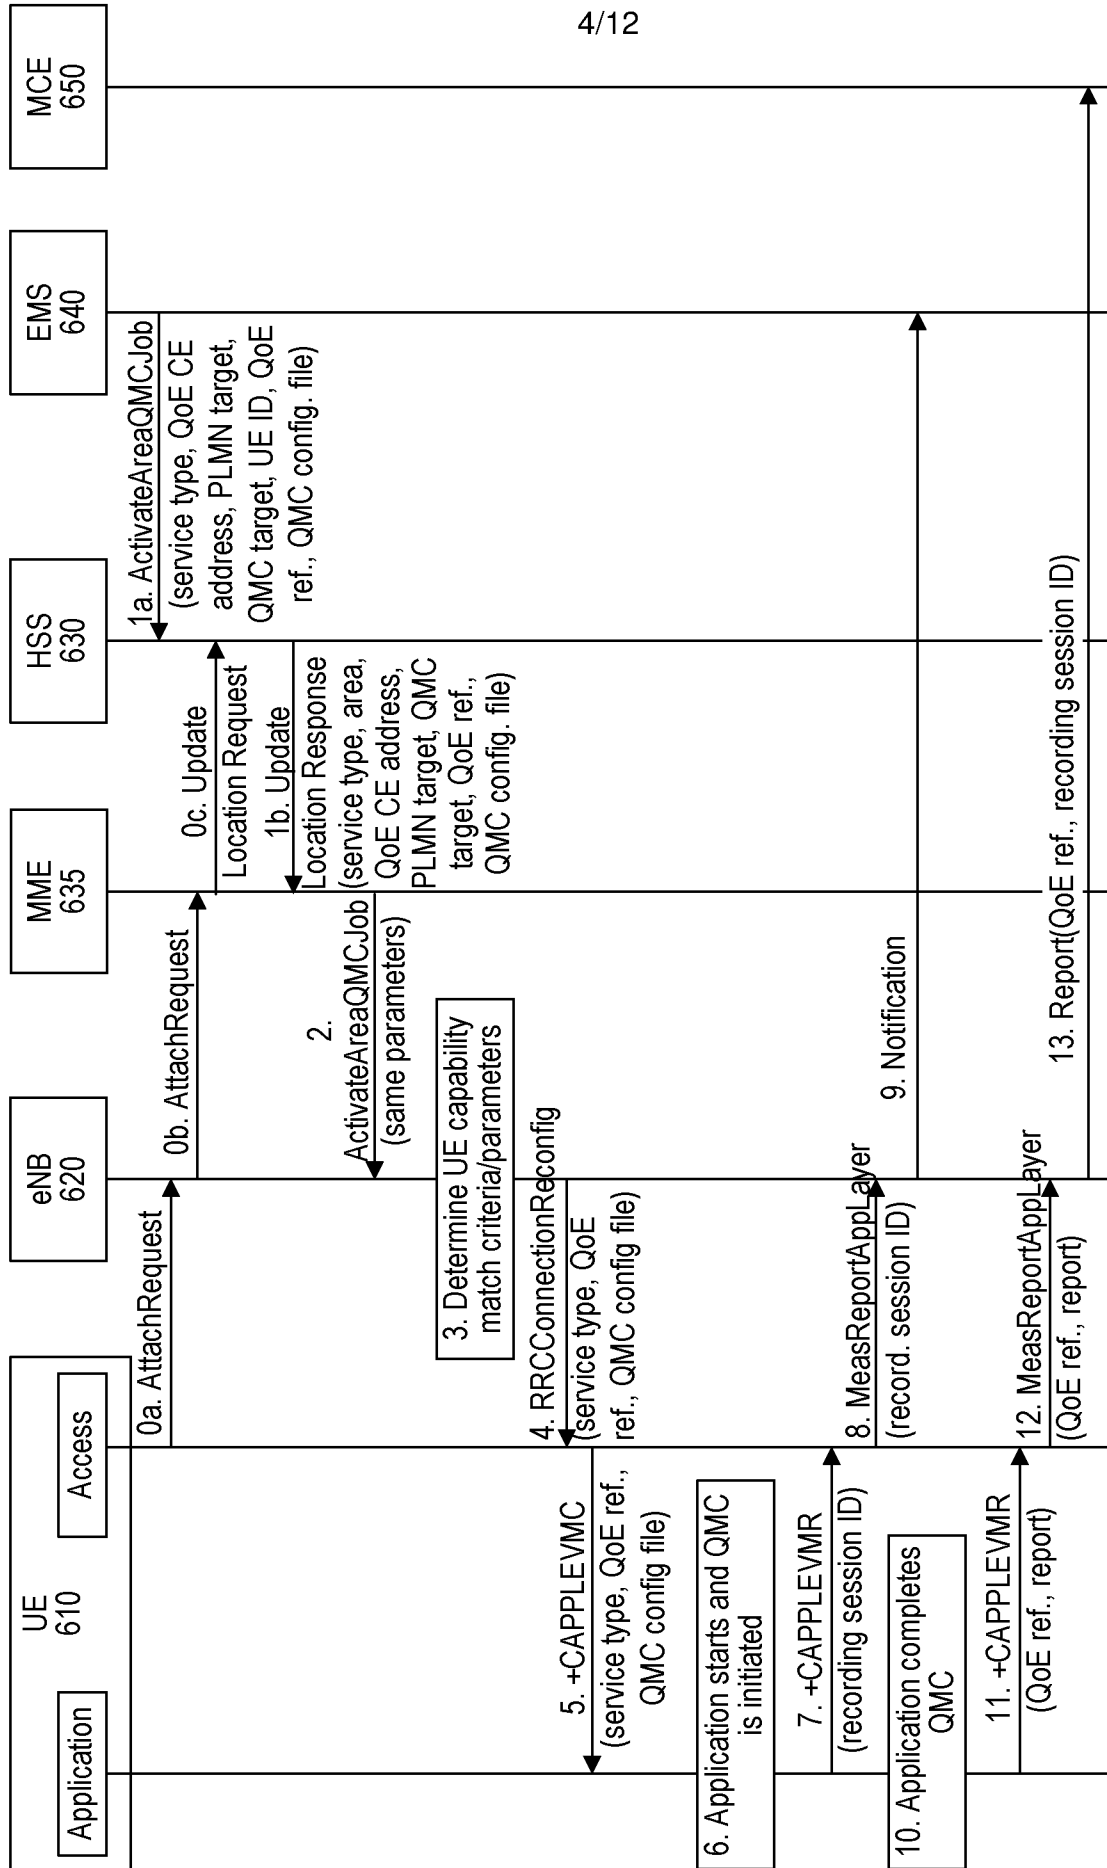 4/12
UE
610
Application
Access
eNB
620
MME
635
HSS
630
EMS
640
MCE
650
0a. AttachRequest
0b. AttachRequest
0c. Update
Location Request
1a. ActivateAreaQMCJob
(service type, QoE CE
address, PLMN target,
QMC target, UE ID, QoE
ref., QMC config. file)
1b. Update
Location Response
(service type, area,
QoE CE address,
PLMN target, QMC
target, QoE ref.,
QMC config. file)
2.
ActivateAreaQMCJob
(same parameters)
3. Determine UE capability
match criteria/parameters
4. RRCConnectionReconfig
(service type, QoE
ref., QMC config file)
5. +CAPPLEVMC
(service type, QoE ref.,
QMC config file)
6. Application starts and QMC
is initiated
7. +CAPPLEVMR
(recording session ID)
8. MeasReportAppLayer
(record. session ID)
9. Notification
10. Application completes
QMC
11. +CAPPLEVMR
(QoE ref., report)
12. MeasReportAppLayer
(QoE ref., report)
13. Report(QoE ref., recording session ID)